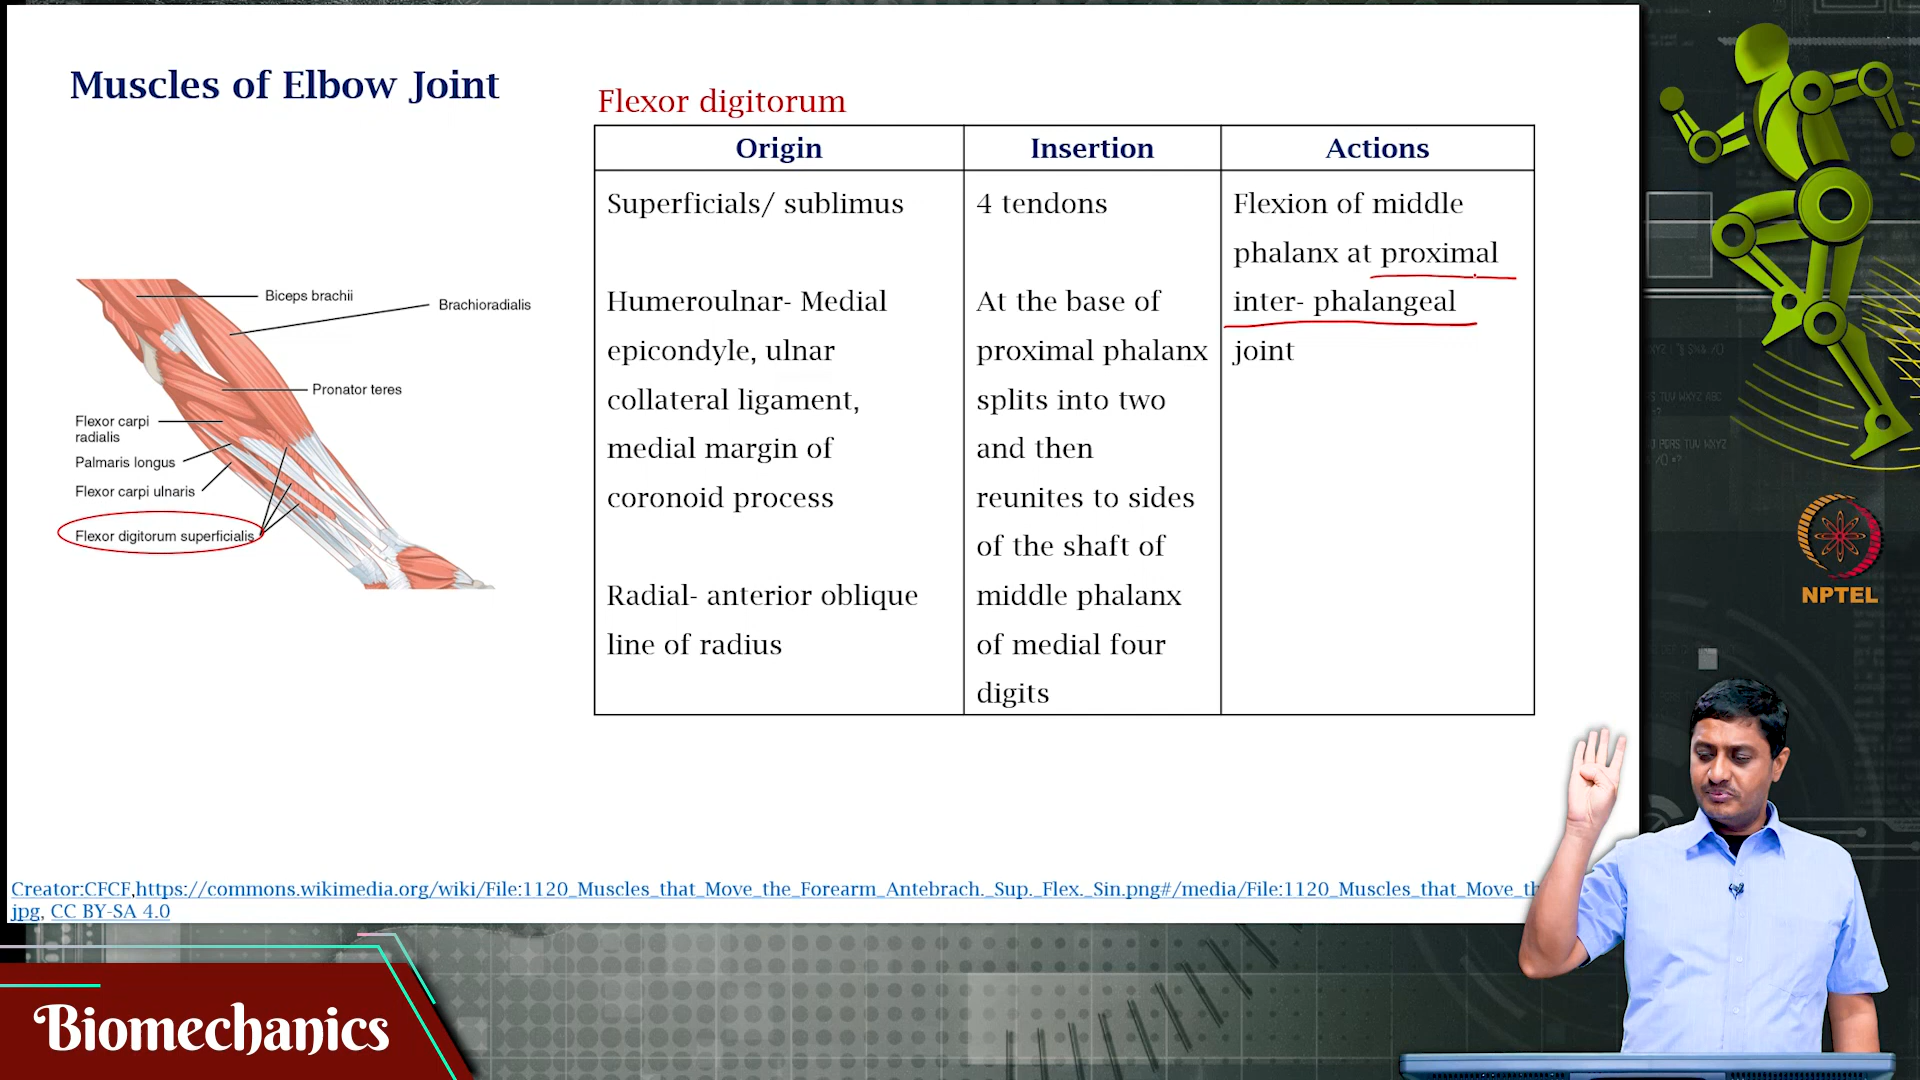 Muscles of Elbow Joint
Flexor digitorum
Origin
Insertion
Actions
Superficials/ sublimus
Humeroulnar- Medial
epicondyle, ulnar
collateral ligament,
medial margin of
coronoid process
Radial- anterior oblique
line of radius
4 tendons
At the base of
proximal phalanx
splits into two
and then
reunites to sides
of the shaft of
middle phalanx
of medial four
digits
Flexion of middle
phalanx at proximal
inter- phalangeal
joint
Biceps brachii
Brachioradialis
Pronator teres
Flexor carpi
radialis
Palmaris longus
Flexor carpi ulnaris
Flexor digitorum superficialis
Creator:CFCF,https://commons.wikimedia.org/wiki/File:1120_Muscles_that_Move_the_Forearm_Antebrach._Sup._Flex._Sin.png#/media/File:1120_Muscles_that_Move_th
jpg, CC BY-SA 4.0
NPTEL
Biomechanics